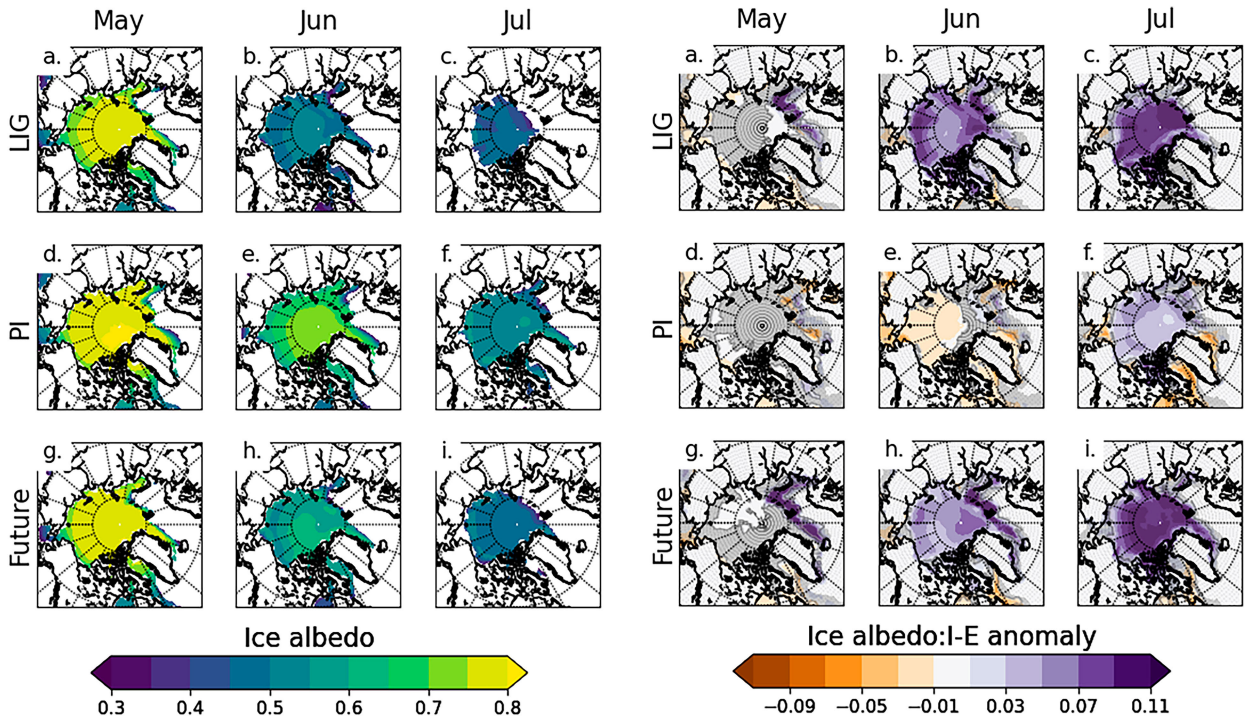 May Jun Jul May Jun Jul
LIG a. b. c. LIG a. b. c.
PI d. e. f. PI d. e. f.
Future g. h. i. Future g. h. i.
Ice albedo Ice albedo:I-E anomaly
0.3 0.4 0.5 0.6 0.7 0.8 −0.09 −0.05 −0.01 0.03 0.07 0.11